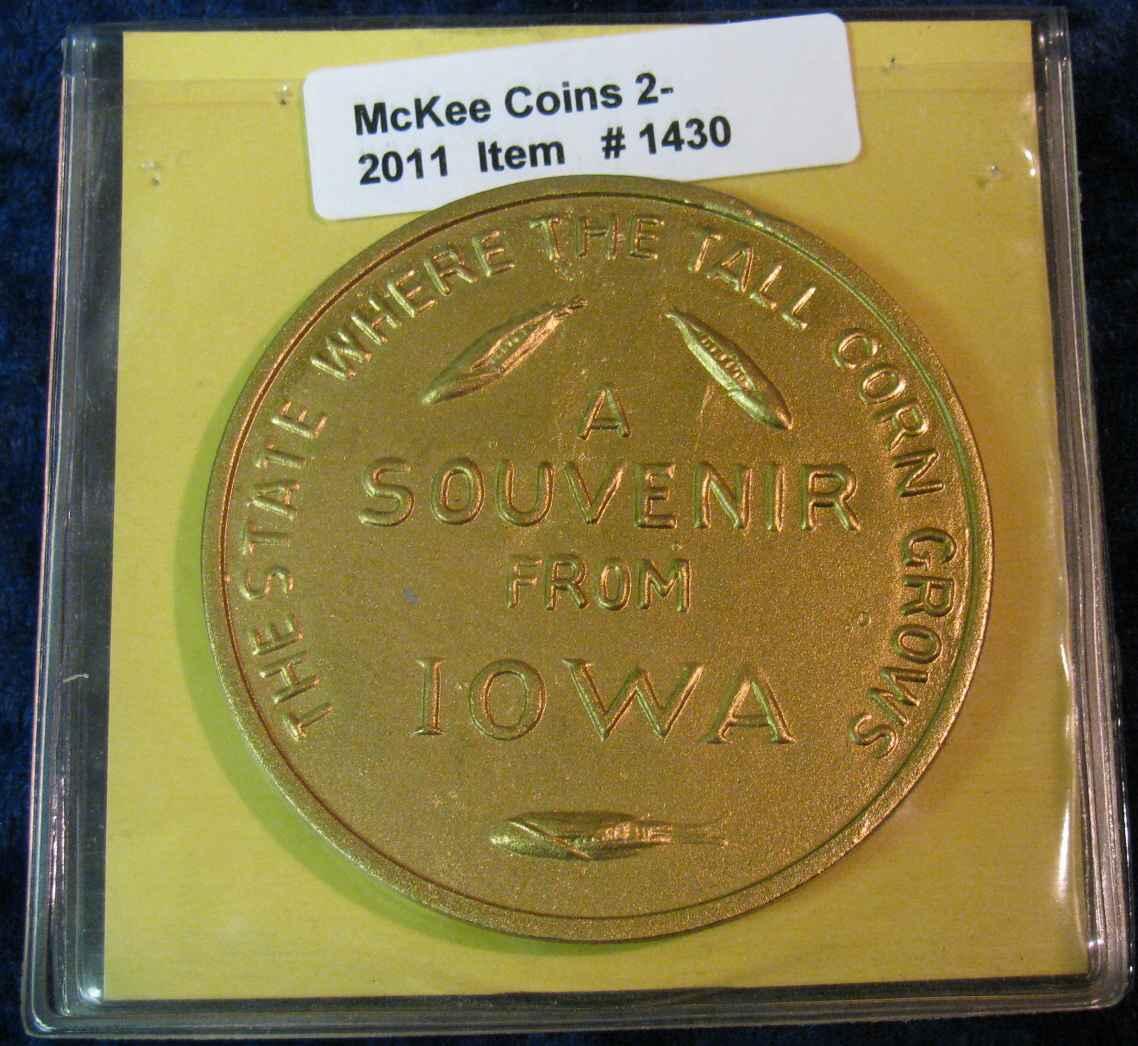 McKee Coins 2-
2011 Item # 1430
THE STATE WHERE THE TALL CORN GROWS
A
SOUVENIR
FROM
IOWA